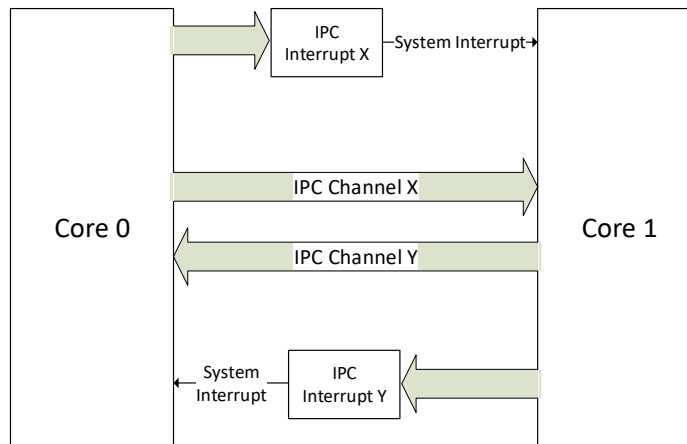 IPC
Interrupt X
System Interrupt
IPC Channel X
Core 0
Core 1
IPC Channel Y
System
Interrupt
IPC
Interrupt Y